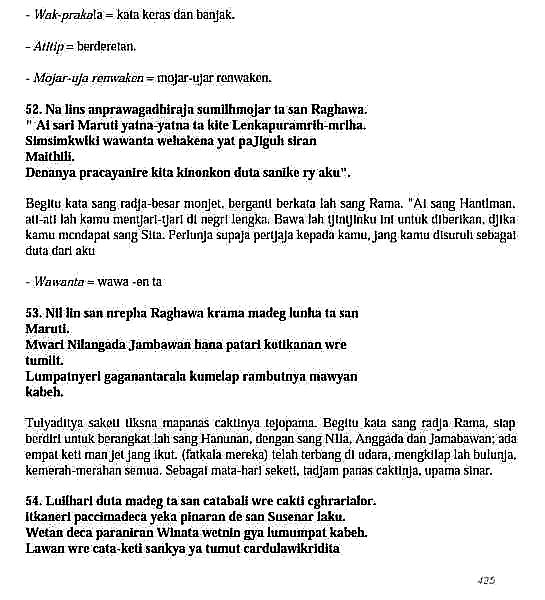 - Wak-prakala = kata keras dan banjak.
- Atitip = berderetan.
- Mojar-uja renwaken = mojar-ujar renwaken.
52. Na lins anprawagadhiraja sumilhmojar ta san Raghawa.
" Ai sari Maruti yatna-yatna ta kite Lenkapuramrih-mriha.
Simsimkwiki wawanta wehakena yat paJiguh siran
Maithili.
Denanya pracayanire kita kinonkon duta sanike ry aku".
Begitu kata sang radja-besar monjet, berganti berkata lah sang Rama. "Ai sang Hantiman,
ati-ati lah kamu mentjari-tjari di negri lengka. Bawa lah tjintjinku ini untuk diberikan, djika
kamu mcndapat sang Sita. Perlunja supaja pertjaja kepada kamu, jang kamu disuruh sebagai
duta dari aku
- Wawanta = wawa -en ta
53. Nil lin san nrepha Raghawa krama madeg lunha ta san
Maruti.
Mwari Nilangada Jambawan hana patari kotikanan wre
tumilt.
Lumpatnyeri gaganantarala kumelap rambutnya mawyan
kabeh.
Tulyaditya saketi tiksna mapanas caktinya tejopama. Begitu kata sang radja Rama, siap
berdiri untuk berangkat lah sang Hanunan, dengan sang Nila, Anggada dan Jamabawan; ada
empat keti man jet jang ikut. (fatkala mereka) telah terbang di udara, mengkilap lah bulunja,
kemerah-merahan semua. Sebagai mata-hari seketi, tadjam panas caktinja, upama sinar.
54. Luilhari duta madeg ta san catabali wre cakti cghrarialor.
itkaneri paccimadeca yeka pinaran de san Susenar laku.
Wetan deca paraniran Winata wetnin gya lumumpat kabeh.
Lawan wre cata-keti sankya ya tumut cardulawikridita
425